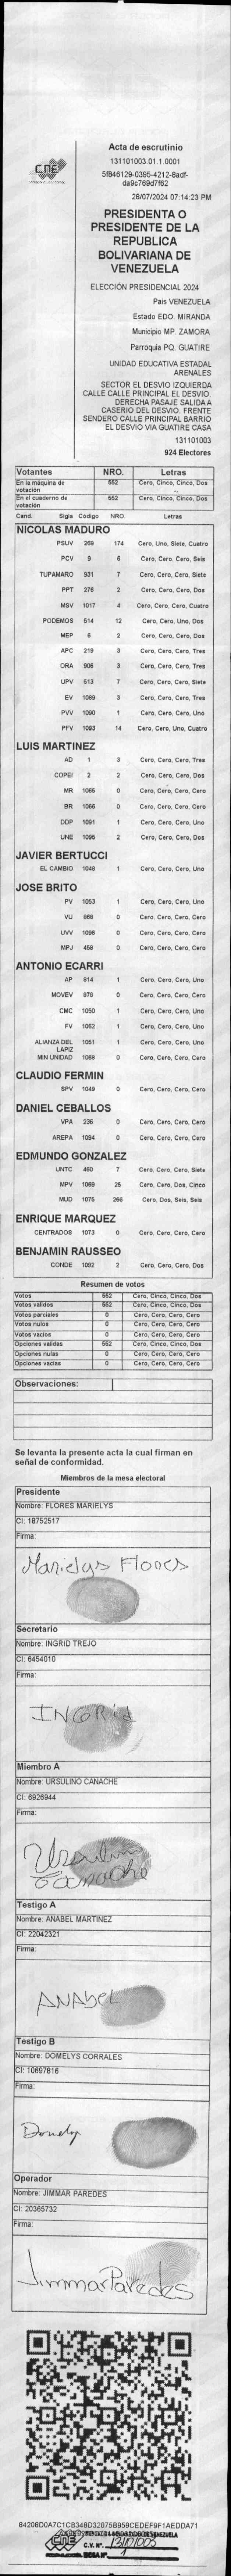 CNE
Acta de escrutinio
131101003.01.1.0001
5f846129-0395-4212-8adf-
da9c769d7f62
28/07/2024 07:14:23 PM
PRESIDENTA O
PRESIDENTE DE LA
REPUBLICA
BOLIVARIANA DE
VENEZUELA
ELECCIÓN PRESIDENCIAL 2024
Pais VENEZUELA
Estado EDO. MIRANDA
Municipio MP. ZAMORA
Parroquia PQ. GUATIRE
UNIDAD EDUCATIVA ESTADAL
ARENALES
SECTOR EL DESVIO IZQUIERDA
CALLE CALLE PRINCIPAL EL DESVIO.
DERECHA PASAJE SALIDA A
CASERIO DEL DESVIO. FRENTE
SENDERO CALLE PRINCIPAL BARRIO
EL DESVIO VIA GUATIRE CASA
131101003
924 Electores
Votantes NRO. Letras
En la máquina de votación 552 Cero, Cinco, Cinco, Dos
En el cuaderno de votación 552 Cero, Cinco, Cinco, Dos
Cand. Sigla Código NRO. Letras
NICOLAS MADURO
PSUV 269 174 Cero, Uno, Siete, Cuatro
PCV 9 6 Cero, Cero, Cero, Seis
TUPAMARO 931 7 Cero, Cero, Cero, Siete
PPT 276 2 Cero, Cero, Cero, Dos
MSV 1017 4 Cero, Cero, Cero, Cuatro
PODEMOS 514 12 Cero, Cero, Uno, Dos
MEP 6 2 Cero, Cero, Cero, Dos
APC 219 3 Cero, Cero, Cero, Tres
ORA 906 3 Cero, Cero, Cero, Tres
UPV 513 7 Cero, Cero, Cero, Siete
EV 1089 3 Cero, Cero, Cero, Tres
PVV 1090 1 Cero, Cero, Cero, Uno
PFV 1093 14 Cero, Cero, Uno, Cuatro
LUIS MARTINEZ
AD 1 3 Cero, Cero, Cero, Tres
COPEI 2 2 Cero, Cero, Cero, Dos
MR 1065 0 Cero, Cero, Cero, Cero
BR 1066 0 Cero, Cero, Cero, Cero
DDP 1091 1 Cero, Cero, Cero, Uno
UNE 1095 2 Cero, Cero, Cero, Dos
JAVIER BERTUCCI
EL CAMBIO 1048 1 Cero, Cero, Cero, Uno
JOSE BRITO
PV 1053 1 Cero, Cero, Cero, Uno
VU 868 0 Cero, Cero, Cero, Cero
UVV 1096 0 Cero, Cero, Cero, Cero
MPJ 458 0 Cero, Cero, Cero, Cero
ANTONIO ECARRI
AP 814 1 Cero, Cero, Cero, Uno
MOVEV 979 0 Cero, Cero, Cero, Cero
CMC 1050 1 Cero, Cero, Cero, Uno
FV 1062 1 Cero, Cero, Cero, Uno
ALIANZA DEL LAPIZ 1051 1 Cero, Cero, Cero, Uno
MIN UNIDAD 1068 0 Cero, Cero, Cero, Cero
CLAUDIO FERMIN
SPV 1049 0 Cero, Cero, Cero, Cero
DANIEL CEBALLOS
VPA 236 0 Cero, Cero, Cero, Cero
AREPA 1094 0 Cero, Cero, Cero, Cero
EDMUNDO GONZALEZ
UNTC 460 7 Cero, Cero, Cero, Siete
MPV 1069 25 Cero, Cero, Dos, Cinco
MUD 1075 266 Cero, Dos, Seis, Seis
ENRIQUE MARQUEZ
CENTRADOS 1073 0 Cero, Cero, Cero, Cero
BENJAMIN RAUSSEO
CONDE 1092 2 Cero, Cero, Cero, Dos
Resumen de votos
Votos 552 Cero, Cinco, Cinco, Dos
Votos validos 552 Cero, Cinco, Cinco, Dos
Votos parciales 0 Cero, Cero, Cero, Cero
Votos nulos 0 Cero, Cero, Cero, Cero
Votos vacios 0 Cero, Cero, Cero, Cero
Opciones validas 552 Cero, Cinco, Cinco, Dos
Opciones nulas 0 Cero, Cero, Cero, Cero
Opciones vacias 0 Cero, Cero, Cero, Cero
Observaciones:
Se levanta la presente acta la cual firman en
señal de conformidad.
Miembros de la mesa electoral
Presidente
Nombre: FLORES MARIELYS
CI: 18752517
Firma:
Marielys Flores
Secretario
Nombre: INGRID TREJO
CI: 6454010
Firma:
INGRID
Miembro A
Nombre: URSULINO CANACHE
CI: 6926944
Firma:
Ursulino
Canache
Testigo A
Nombre: ANABEL MARTINEZ
CI: 22042321
Firma:
ANABEL
Testigo B
Nombre: DOMELYS CORRALES
CI: 10697816
Firma:
Domelys
Operador
Nombre: JIMMAR PAREDES
CI: 20365732
Firma:
Jimmar Paredes
84206D0A7C1CB348D32075B959CEDEF9F1AEDDA71
CNE
C.V. N°. 131101003
MESA N° 1